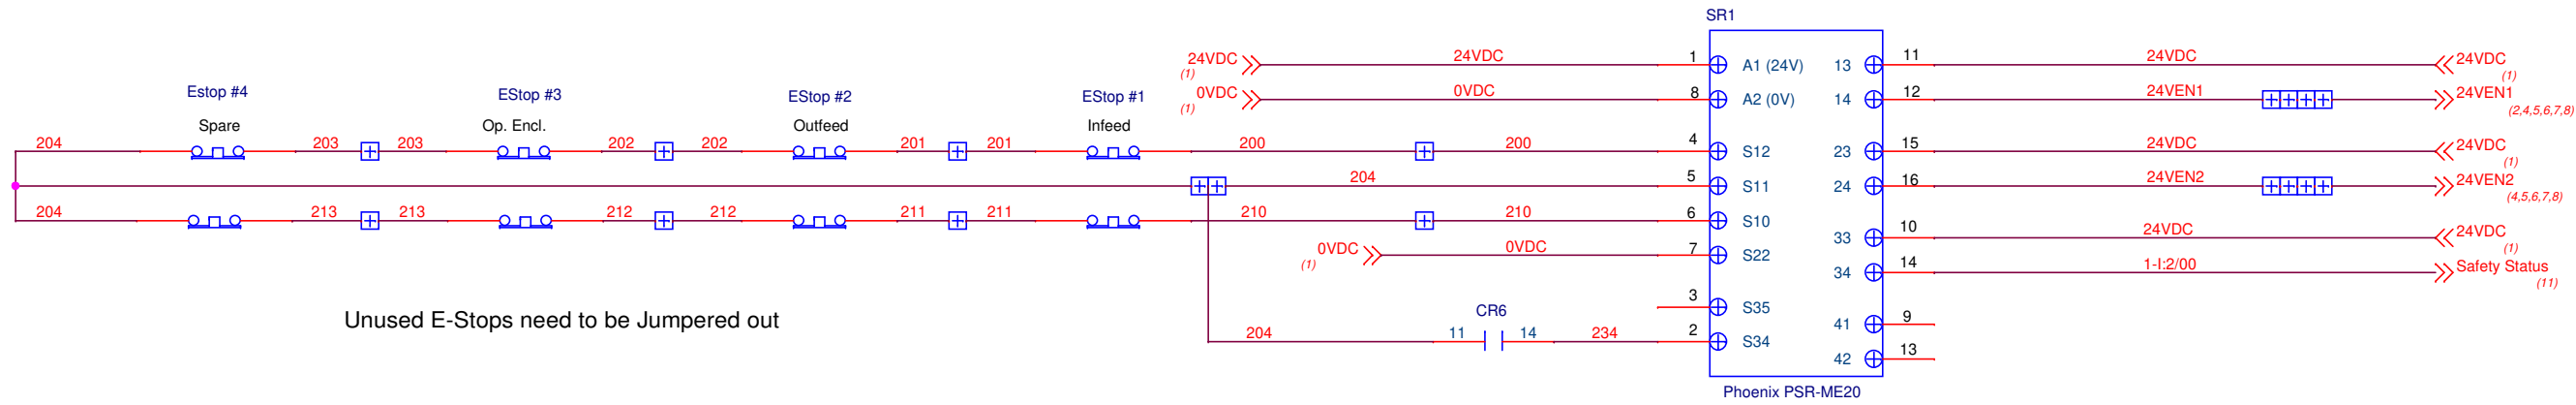 SR1
24VDC
(1)
24VDC
1
A1 (24V)
13
11
24VDC
24VDC
(1)
0VDC
(1)
0VDC
8
A2 (0V)
14
12
24VEN1
24VEN1
(2,4,5,6,7,8)
Estop #4
EStop #3
EStop #2
EStop #1
Spare
Op. Encl.
Outfeed
Infeed
204
203
203
202
202
201
201
200
200
4
S12
23
15
24VDC
24VDC
(1)
204
5
S11
24
16
24VEN2
24VEN2
(4,5,6,7,8)
204
213
213
212
212
211
211
210
210
6
S10
0VDC
(1)
0VDC
7
S22
33
10
24VDC
24VDC
(1)
34
14
1-I:2/00
Safety Status
(11)
3
S35
Unused E-Stops need to be Jumpered out
CR6
41
9
204
11
14
234
2
S34
42
13
Phoenix PSR-ME20